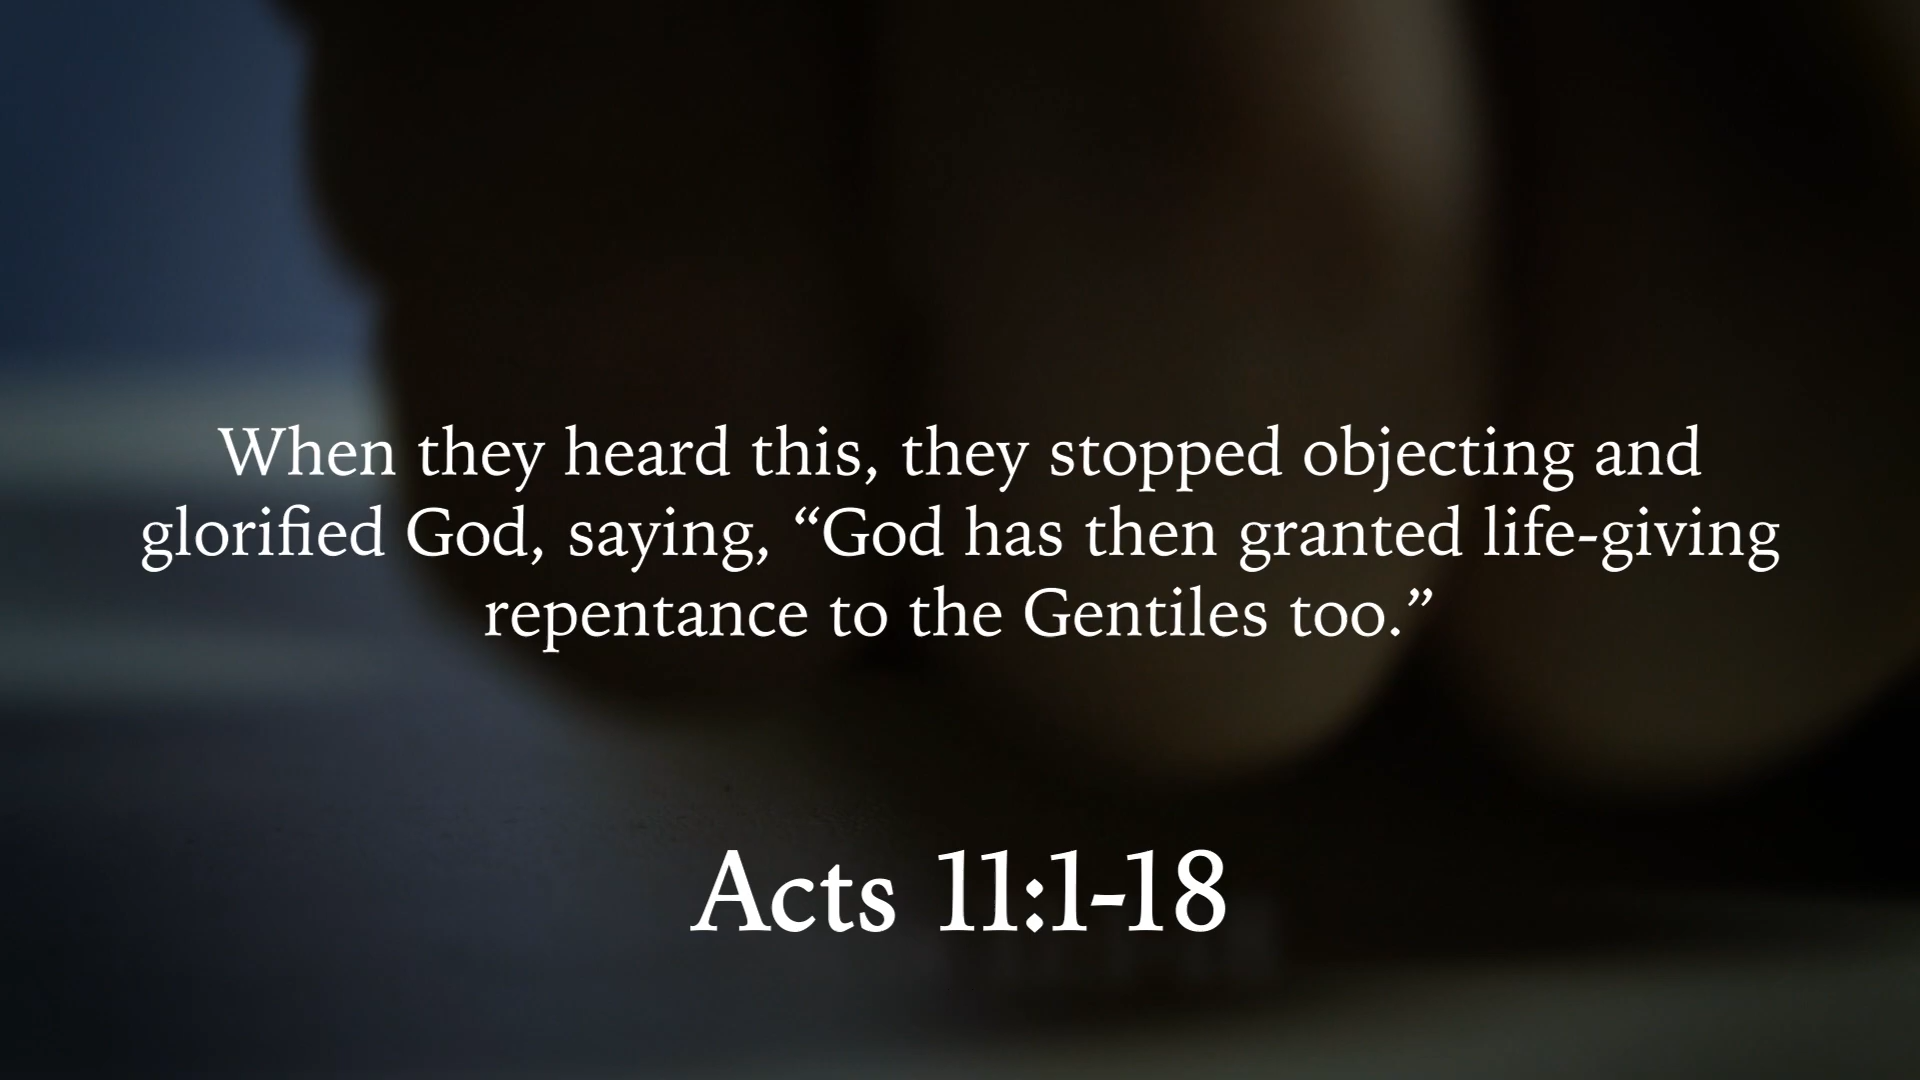 When they heard this, they stopped objecting and
glorified God, saying, “God has then granted life-giving
repentance to the Gentiles too.”
Acts 11:1-18